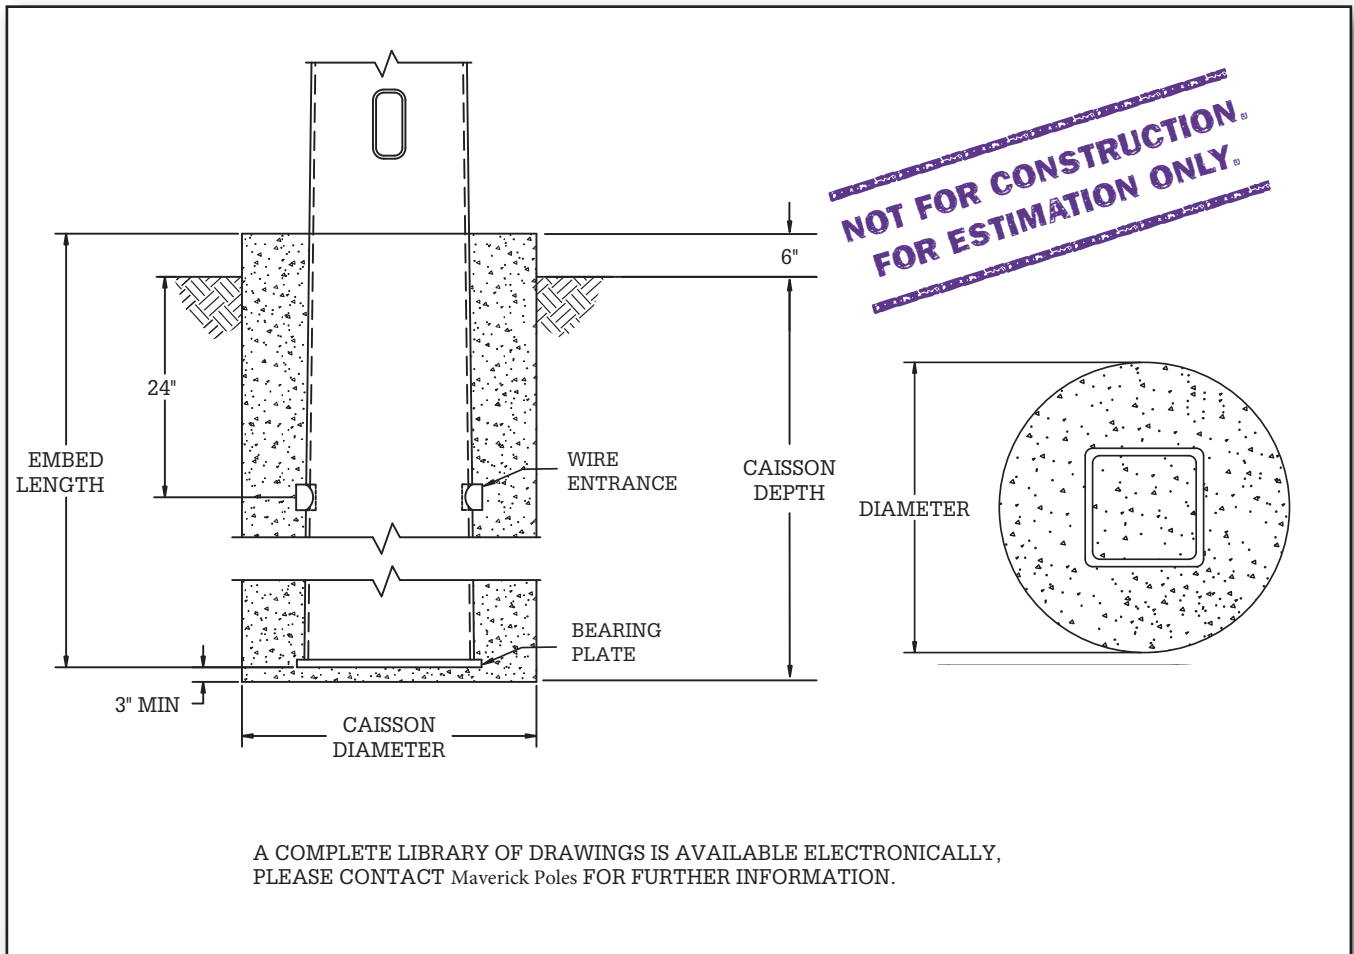 NOT FOR CONSTRUCTION.
FOR ESTIMATION ONLY.
6"
24"
EMBED
LENGTH
WIRE
ENTRANCE
CAISSON
DEPTH
DIAMETER
BEARING
PLATE
3" MIN
CAISSON
DIAMETER
A COMPLETE LIBRARY OF DRAWINGS IS AVAILABLE ELECTRONICALLY,
PLEASE CONTACT Maverick Poles FOR FURTHER INFORMATION.